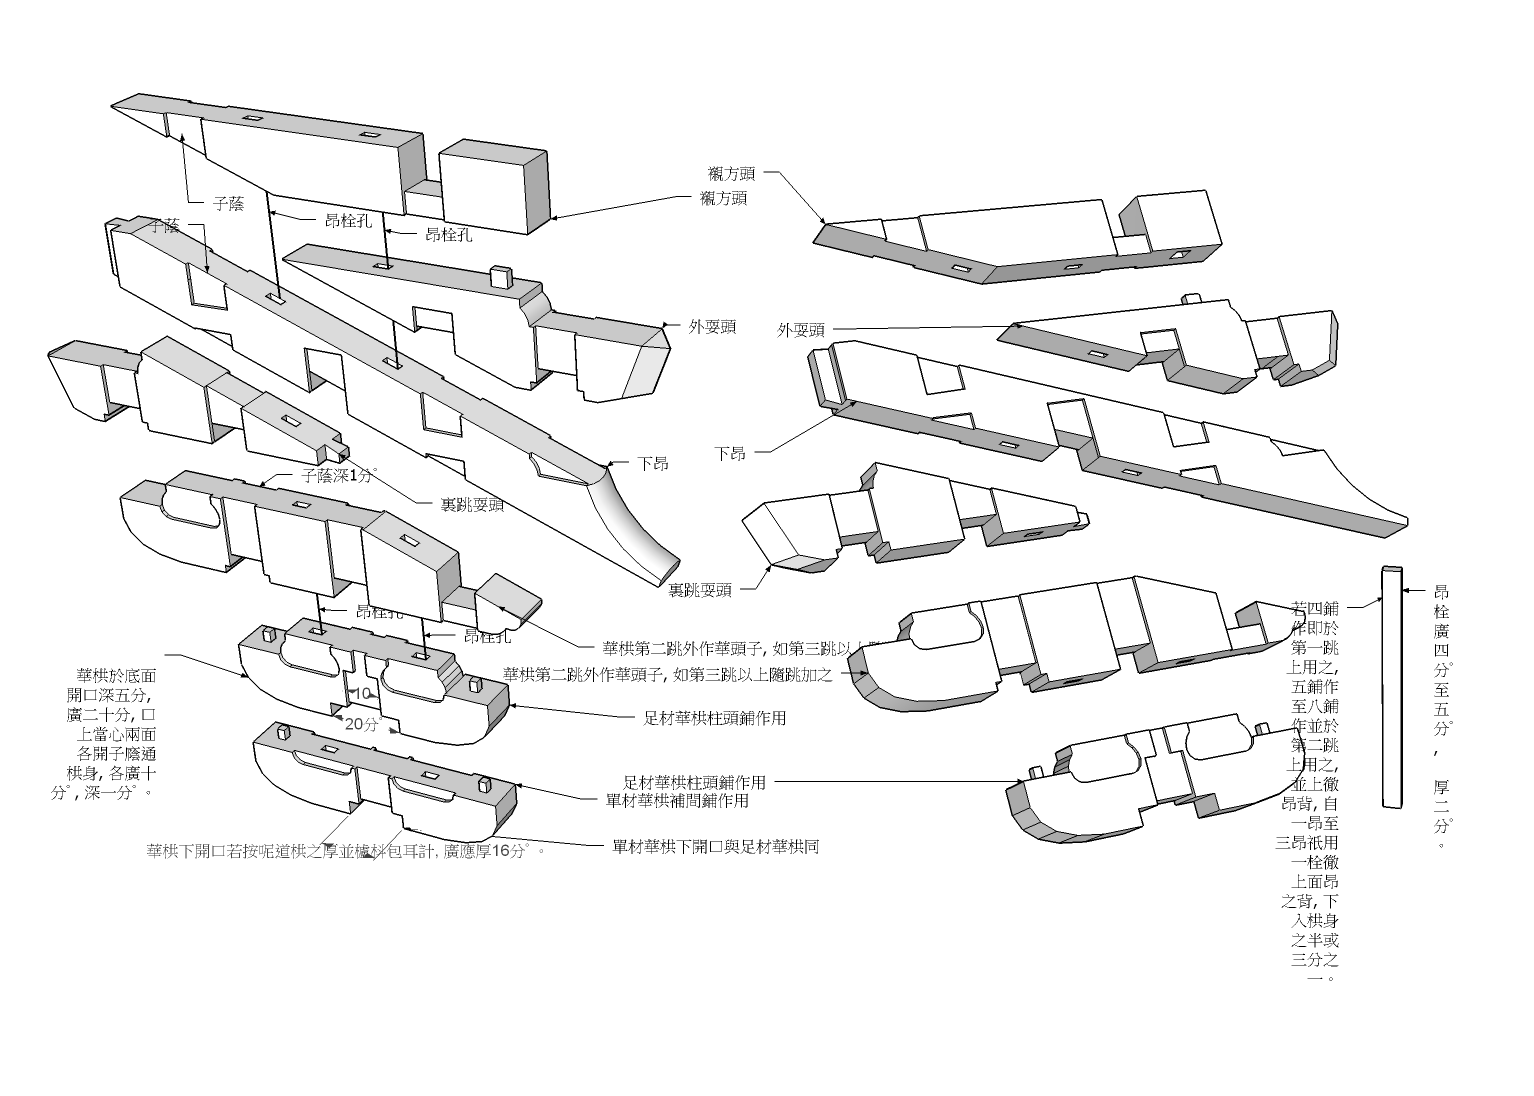 襯方頭
襯方頭
子蔭
昂栓孔
子蔭
昂栓孔
外耍頭
外耍頭
下昂
下昂
子蔭深1分°
裏跳耍頭
裏跳耍頭
昂栓孔
昂栓孔
華栱第二跳外作華頭子, 如第三跳以上隨
華栱第二跳外作華頭子, 如第三跳以上隨跳加之
華栱於底面
開口深五分,
廣二十分, 口
上當心兩面
各開子廕通
栱身, 各廣十
分°, 深一分°。
10
20分°
足材華栱柱頭鋪作用
足材華栱柱頭鋪作用
單材華栱補間鋪作用
單材華栱下開口與足材華栱同
華栱下開口若按呢道栱之厚並櫨枓包耳計, 廣應厚16分°。
若四鋪
作即於
第一跳
上用之,
五鋪作
至八鋪
作並於
第二跳
上用之,
並上徹
昂背, 自
一昂至
三昂祇用
一栓徹
上面昂
之背, 下
入栱身
之半或
三分之
一。
昂栓廣四分°至五分°, 厚二分°。